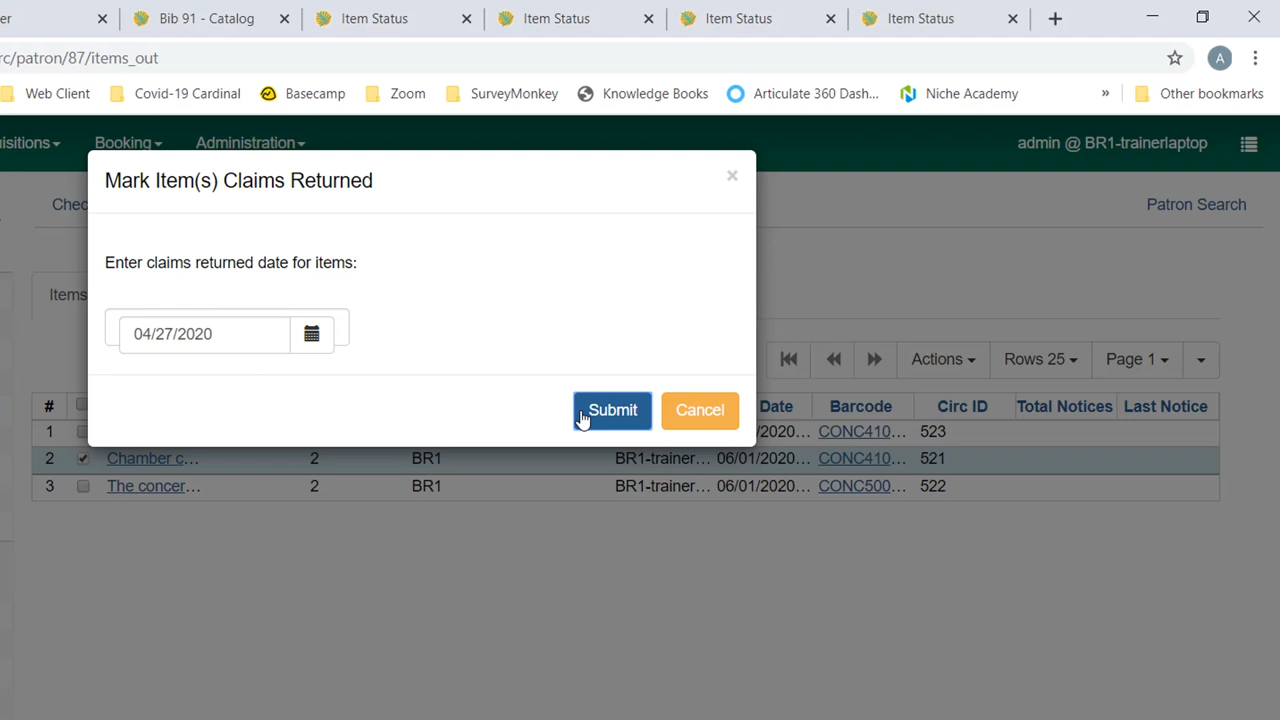 er
Bib 91 - Catalog
Item Status
Item Status
Item Status
Item Status
rc/patron/87/items_out
A
Web Client
Covid-19 Cardinal
Basecamp
Zoom
SurveyMonkey
Knowledge Books
Articulate 360 Dash...
Niche Academy
»
Other bookmarks
isitions
Booking
Administration
admin @ BR1-trainerlaptop
Mark Item(s) Claims Returned
×
Chec
Patron Search
Enter claims returned date for items:
Items
04/27/2020
Actions
Rows 25
Page 1
Submit
Cancel
# Date Barcode Circ ID Total Notices Last Notice
1 /2020... CONC410... 523
2 Chamber c... 2 BR1 BR1-trainer... 06/01/2020... CONC410... 521
3 The concer... 2 BR1 BR1-trainer... 06/01/2020... CONC500... 522